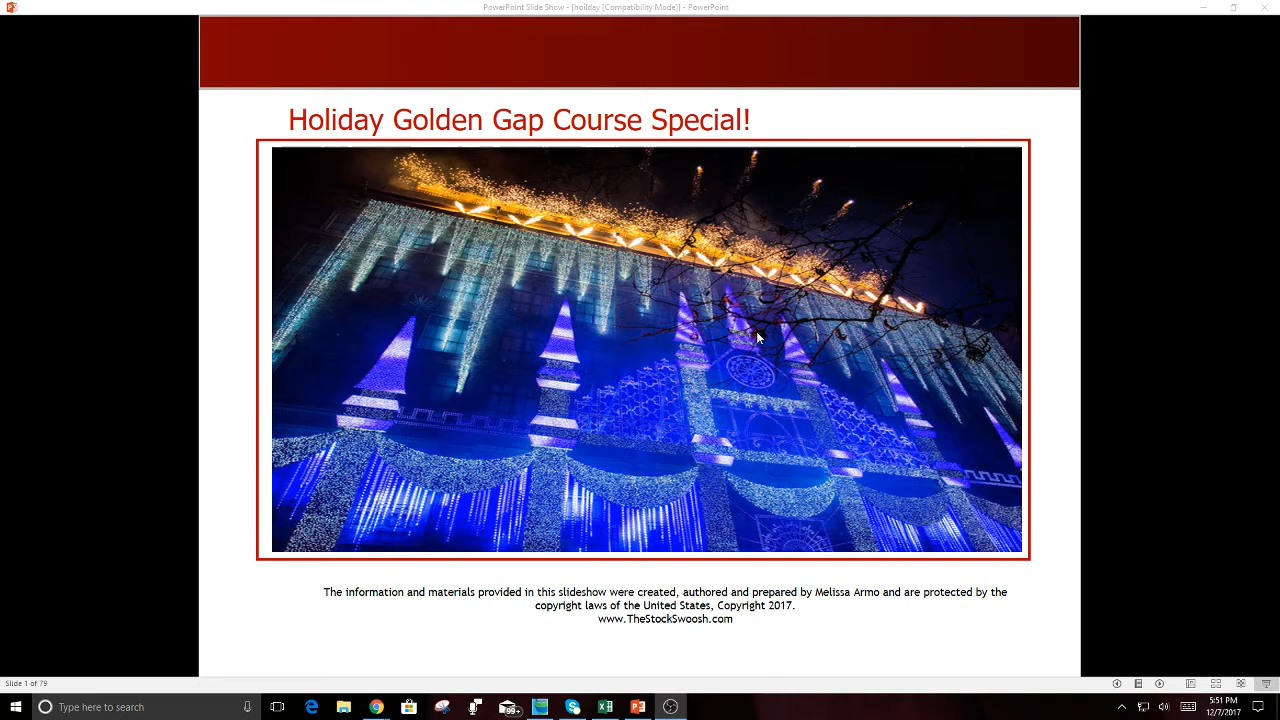 PowerPoint Slide Show - [hoilday [Compatibility Mode]] - PowerPoint
Holiday Golden Gap Course Special!
The information and materials provided in this slideshow were created, authored and prepared by Melissa Armo and are protected by the
copyright laws of the United States, Copyright 2017.
www.TheStockSwoosh.com
Slide 1 of 79
Type here to search
99+
5:51 PM
12/7/2017